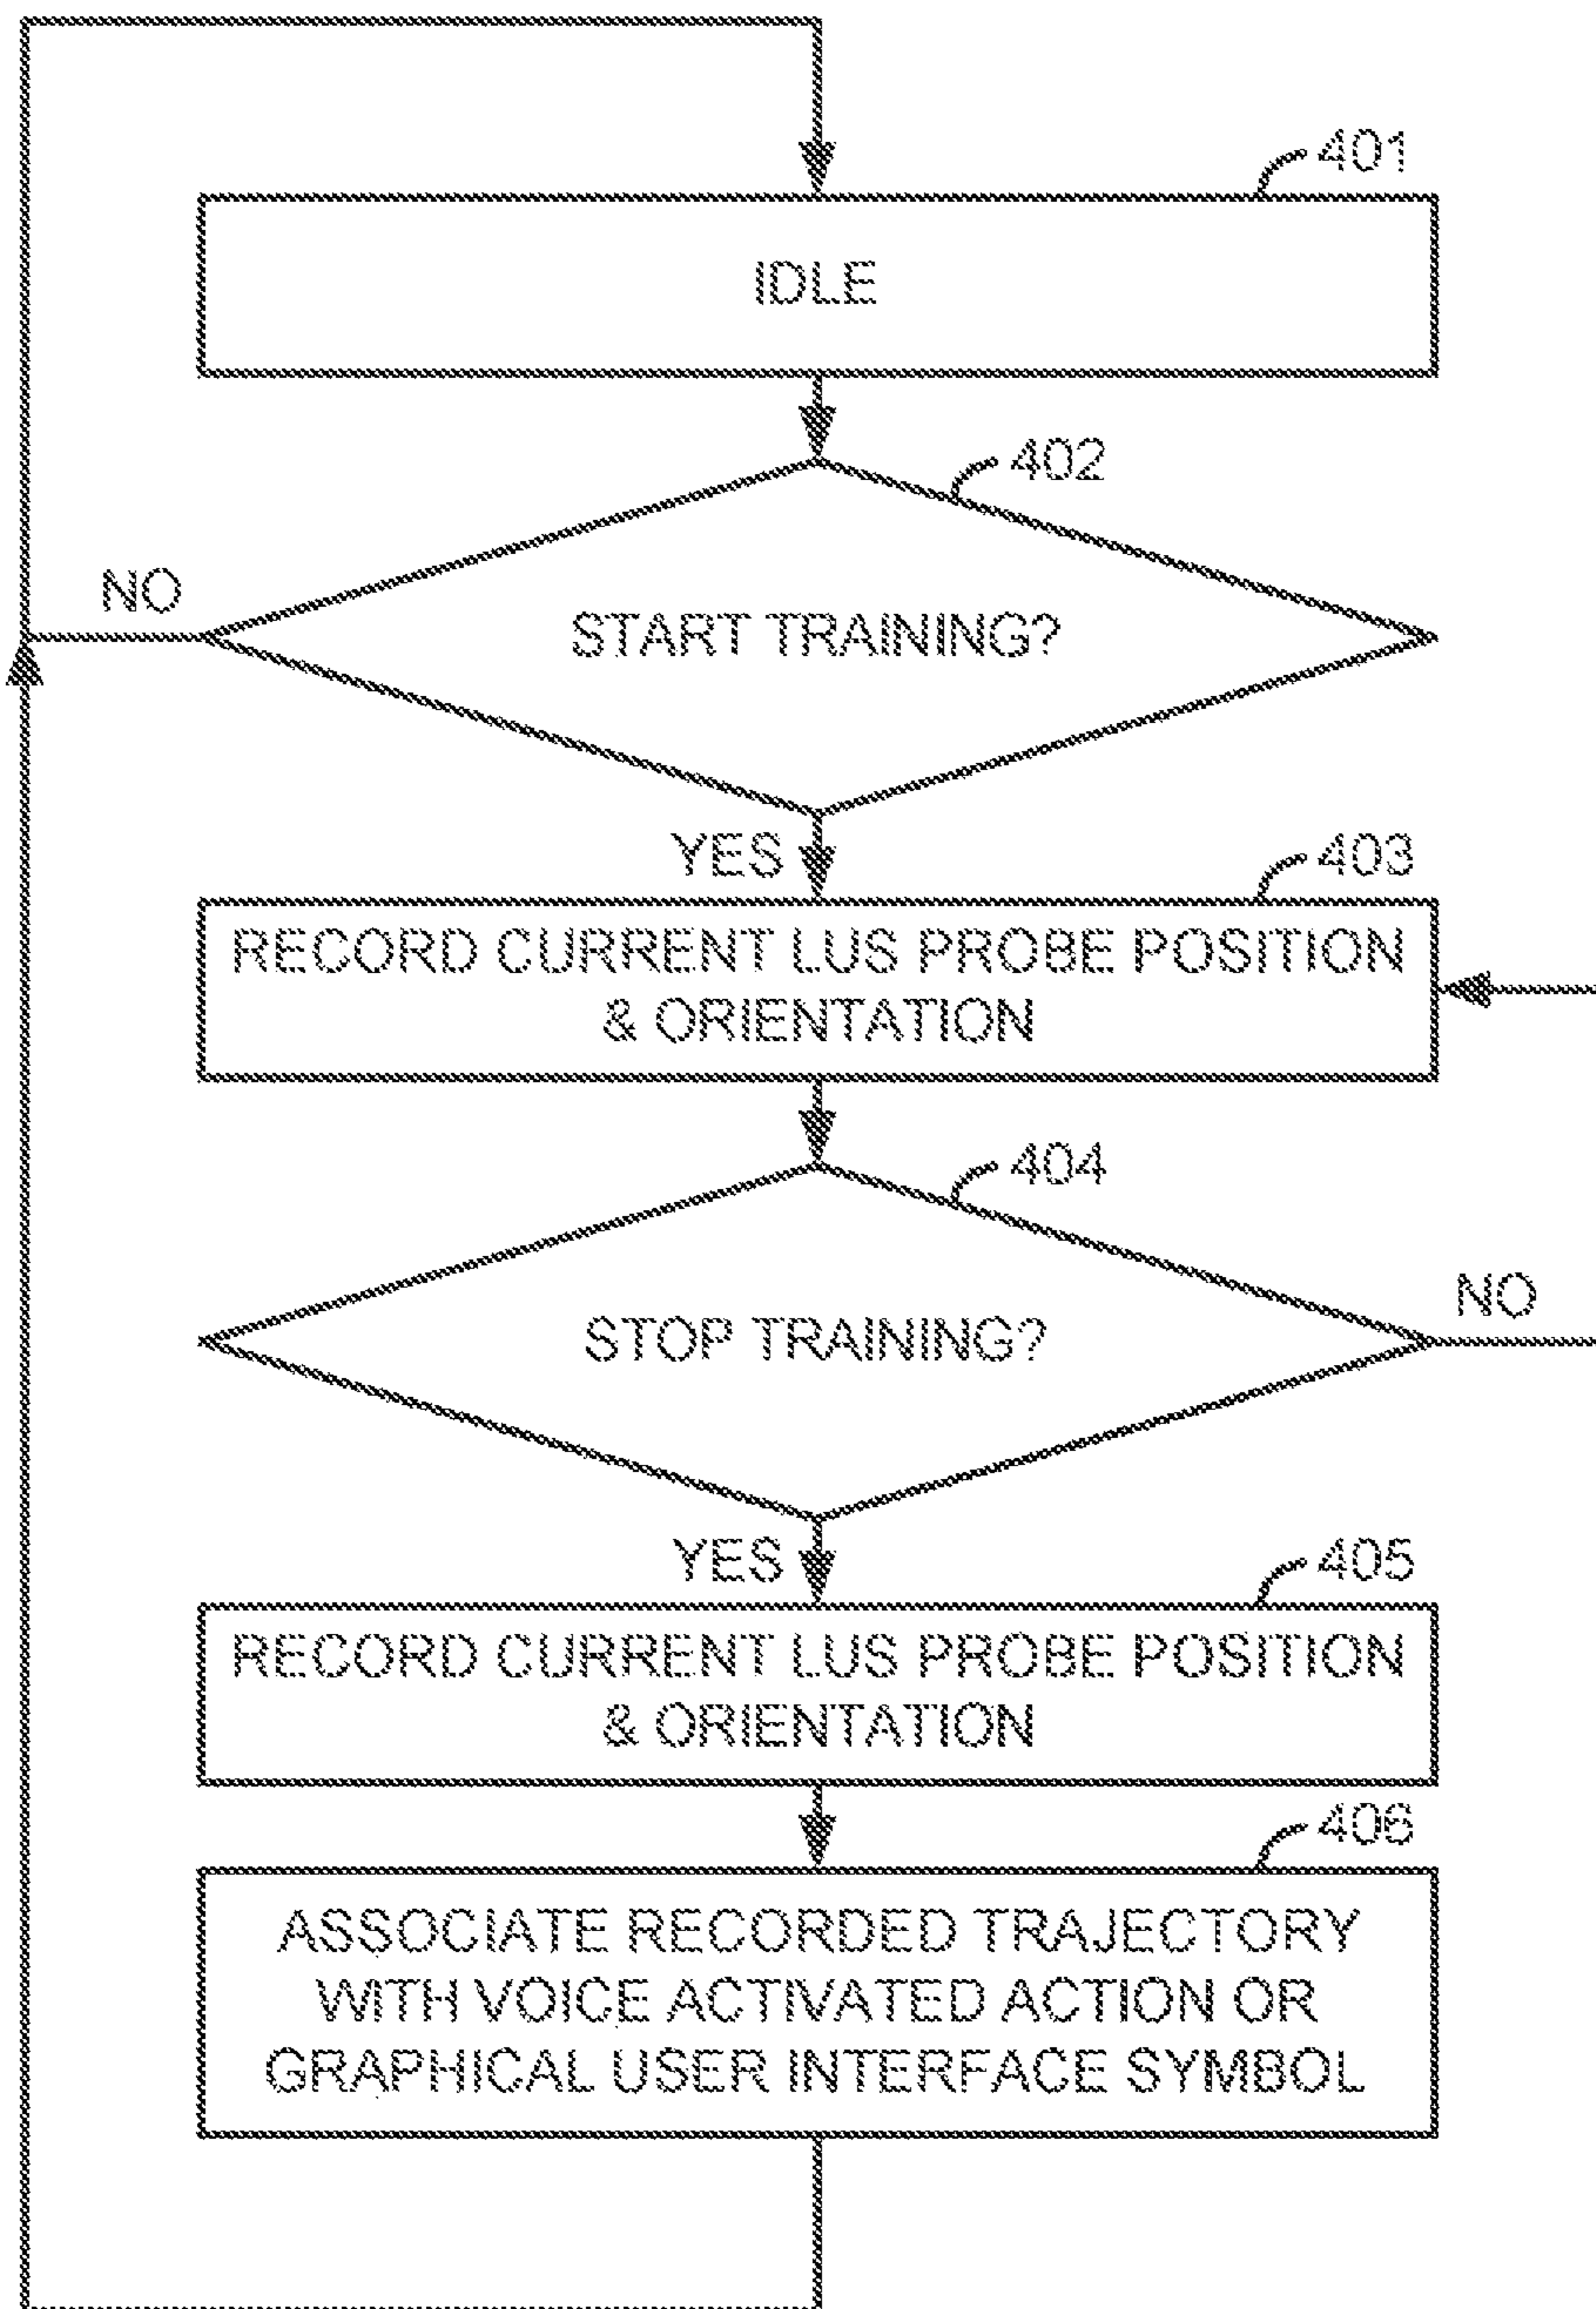 401
IDLE
402
NO
START TRAINING?
YES
403
RECORD CURRENT LUS PROBE POSITION
& ORIENTATION
404
NO
STOP TRAINING?
YES
405
RECORD CURRENT LUS PROBE POSITION
& ORIENTATION
406
ASSOCIATE RECORDED TRAJECTORY
WITH VOICE ACTIVATED ACTION OR
GRAPHICAL USER INTERFACE SYMBOL